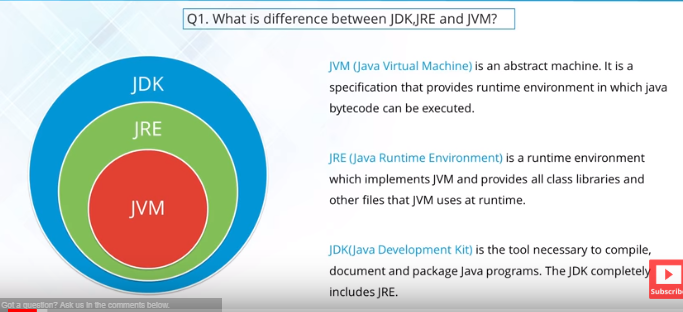 Q1. What is difference between JDK,JRE and JVM?
JDK
JRE
JVM
JVM (Java Virtual Machine) is an abstract machine. It is a
specification that provides runtime environment in which java
bytecode can be executed.
JRE (Java Runtime Environment) is a runtime environment
which implements JVM and provides all class libraries and
other files that JVM uses at runtime.
JDK(Java Development Kit) is the tool necessary to compile,
document and package Java programs. The JDK completely
includes JRE.
Subscrib
Got a question? Ask us in the comments below.